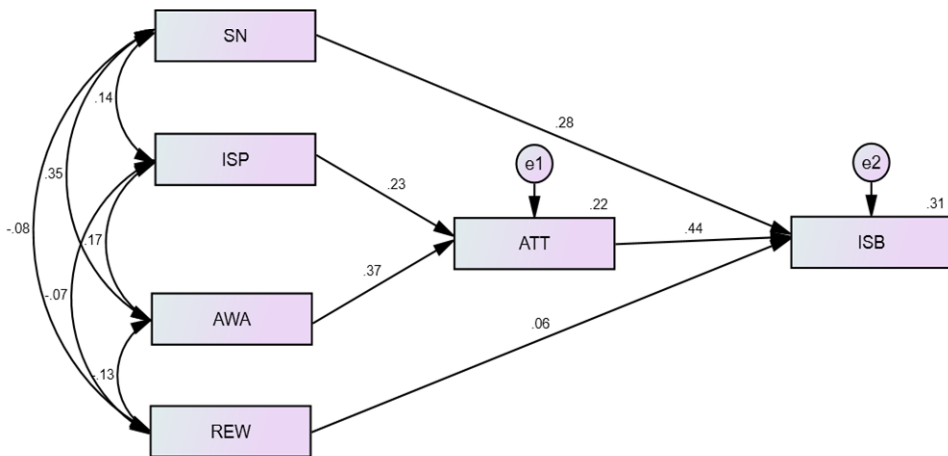 SN
.14
.28
ISP
e1
e2
.35
.23
.22
.31
-.08
.17
ATT
.44
ISB
-.07
.37
AWA
.06
-.13
REW